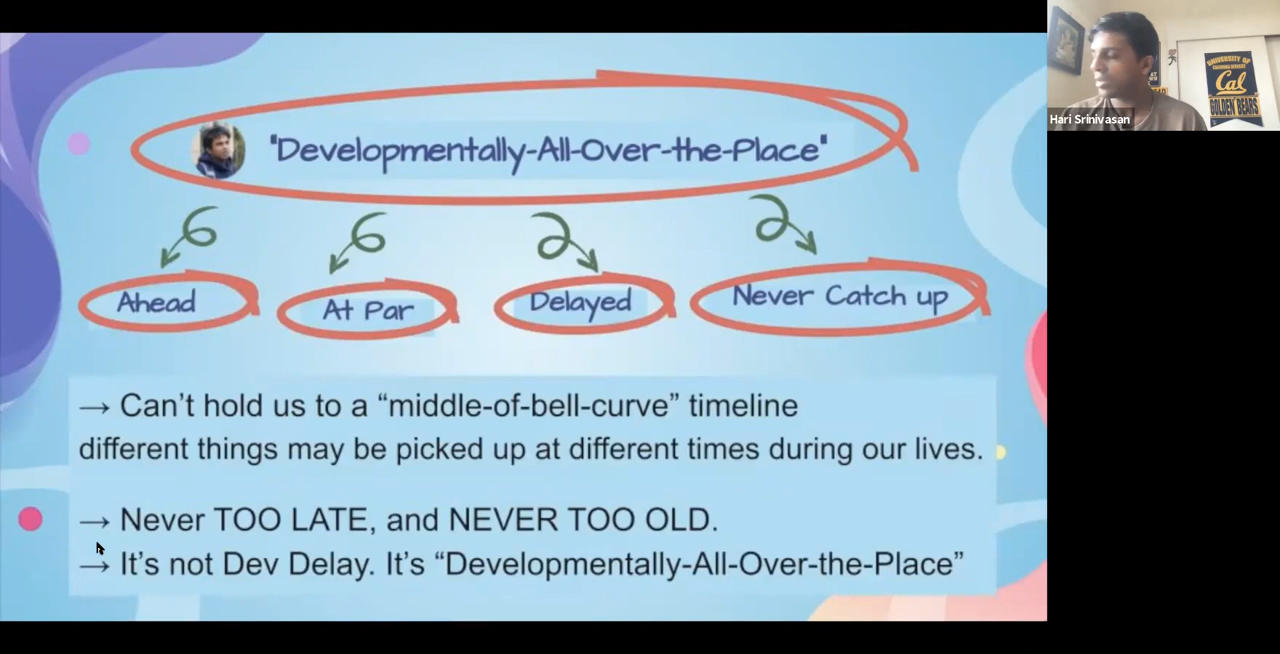 "Developmentally-All-Over-the-Place"
Ahead
At Par
Delayed
Never Catch up
→ Can't hold us to a “middle-of-bell-curve” timeline
different things may be picked up at different times during our lives.
→ Never TOO LATE, and NEVER TOO OLD.
→ It's not Dev Delay. It's “Developmentally-All-Over-the-Place”
UNIVERSITY OF
Cal
GOLDEN BEARS
Hari Srinivasan